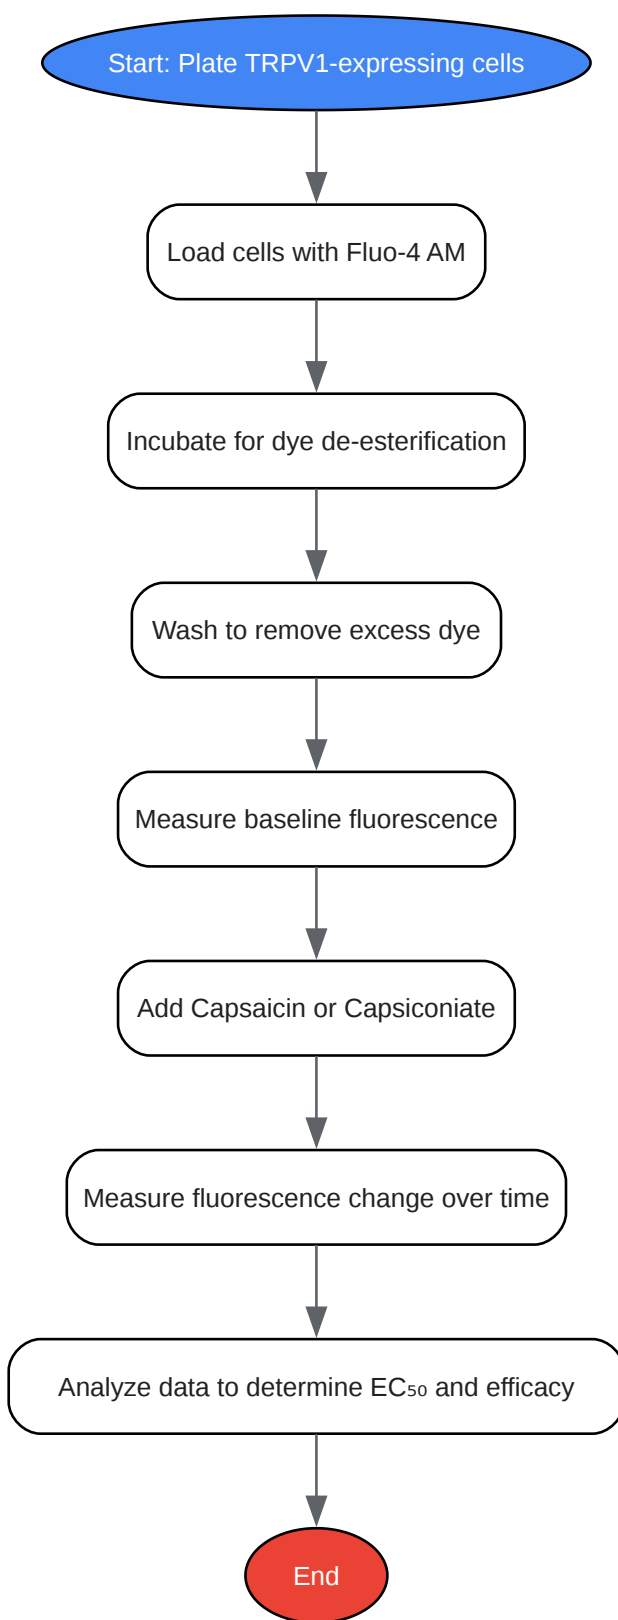 Start: Plate TRPV1-expressing cells
Load cells with Fluo-4 AM
Incubate for dye de-esterification
Wash to remove excess dye
Measure baseline fluorescence
Add Capsaicin or Capsiconiate
Measure fluorescence change over time
Analyze data to determine EC₅₀ and efficacy
End